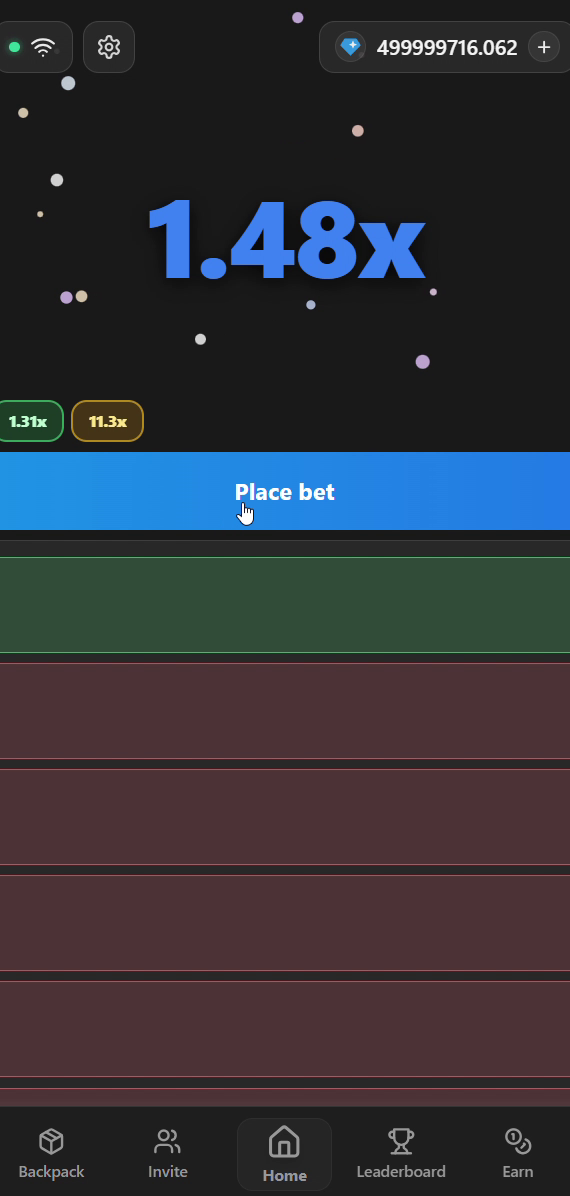 499999716.062
1.48x
1.31x
11.3x
Place bet
Backpack
Invite
Home
Leaderboard
Earn